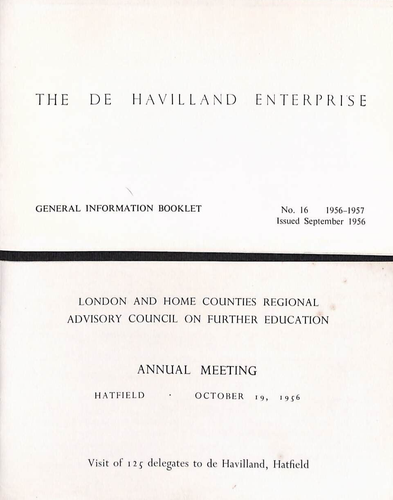 THE DE HAVILLAND ENTERPRISE
GENERAL INFORMATION BOOKLET
No. 16 1956–1957
Issued September 1956
LONDON AND HOME COUNTIES REGIONAL
ADVISORY COUNCIL ON FURTHER EDUCATION
ANNUAL MEETING
HATFIELD · OCTOBER 19, 1956
Visit of 125 delegates to de Havilland, Hatfield